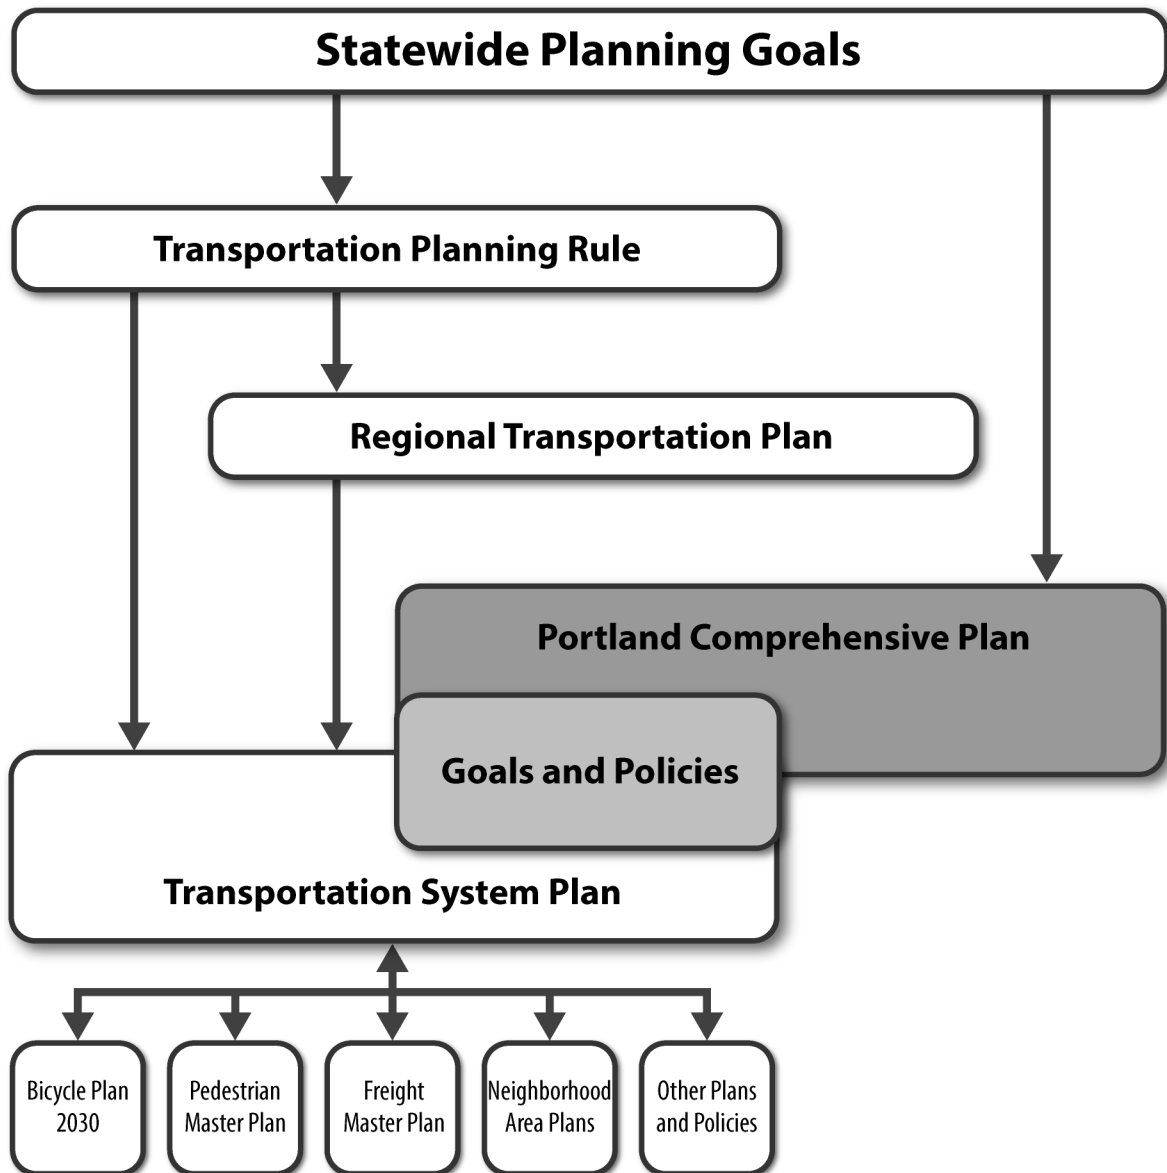 Statewide Planning Goals
Transportation Planning Rule
Regional Transportation Plan
Portland Comprehensive Plan
Goals and Policies
Transportation System Plan
Bicycle Plan
2030
Pedestrian
Master Plan
Freight
Master Plan
Neighborhood
Area Plans
Other Plans
and Policies